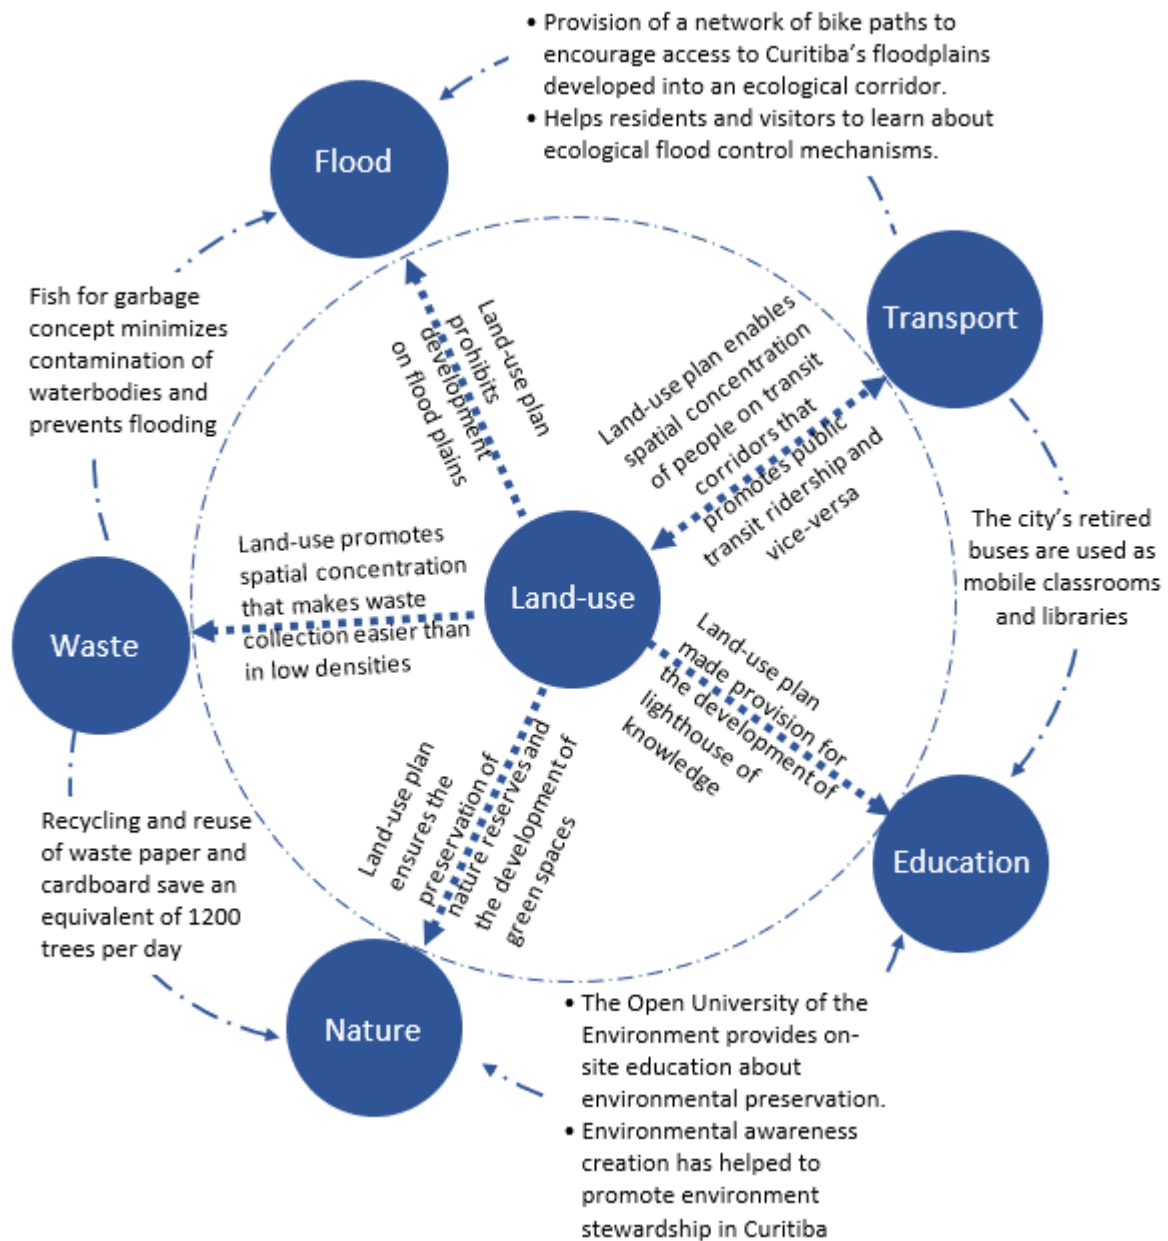 • Provision of a network of bike paths to
encourage access to Curitiba's floodplains
developed into an ecological corridor.
• Helps residents and visitors to learn about
ecological flood control mechanisms.
Flood
Transport
Fish for garbage
concept minimizes
contamination of
waterbodies and
prevents flooding
Land-use plan
prohibits
development
on flood plains
Land-use plan enables
spatial concentration
of people on transit
corridors that
promotes public
transit ridership and
vice-versa
The city's retired
buses are used as
mobile classrooms
and libraries
Land-use promotes
spatial concentration
that makes waste
collection easier than
in low densities
Land-use
Waste
Land-use plan
made provision for
the development of
lighthouse of
knowledge
Land-use plan
ensures the
preservation of
nature reserves and
the development of
green spaces
Recycling and reuse
of waste paper and
cardboard save an
equivalent of 1200
trees per day
Education
Nature
• The Open University of the
Environment provides on-
site education about
environmental preservation.
• Environmental awareness
creation has helped to
promote environment
stewardship in Curitiba